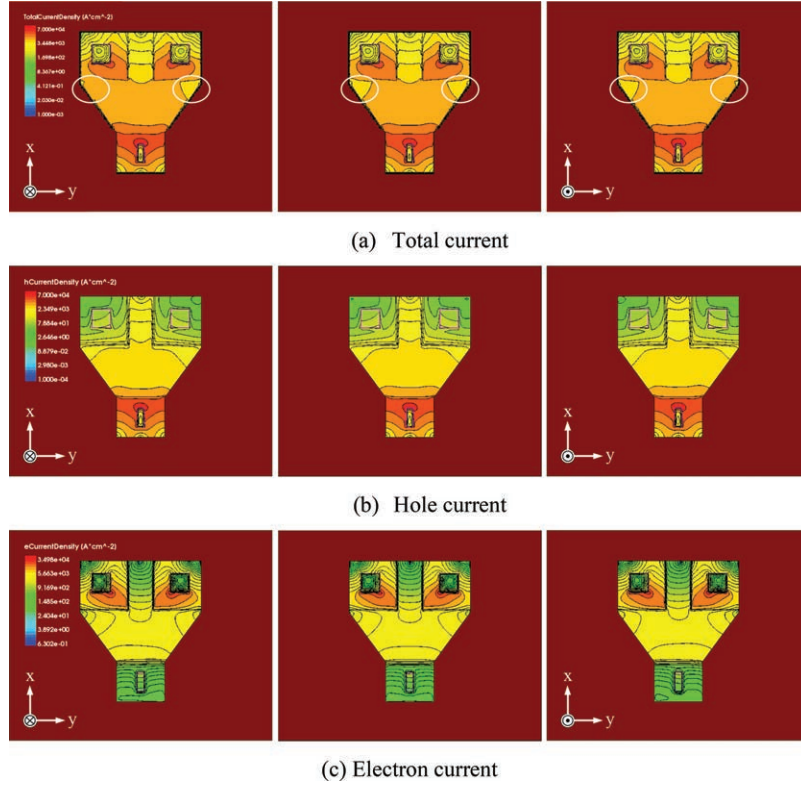 TotalCurrentDensity (A*cm^-2)
7.000e+04
3.448e+03
1.698e+02
8.367e+00
6.121e-01
2.030e-02
1.000e-03
x
y
x
y
x
y
(a) Total current
hCurrentDensity (A*cm^-2)
7.000e+04
2.349e+03
7.884e+01
2.646e+00
8.879e-02
2.980e-03
1.000e-04
x
y
x
y
x
y
(b) Hole current
eCurrentDensity (A*cm^-2)
3.498e+04
5.663e+03
9.169e+02
1.485e+02
2.404e+01
3.892e+00
6.302e-01
x
y
x
y
x
y
(c) Electron current